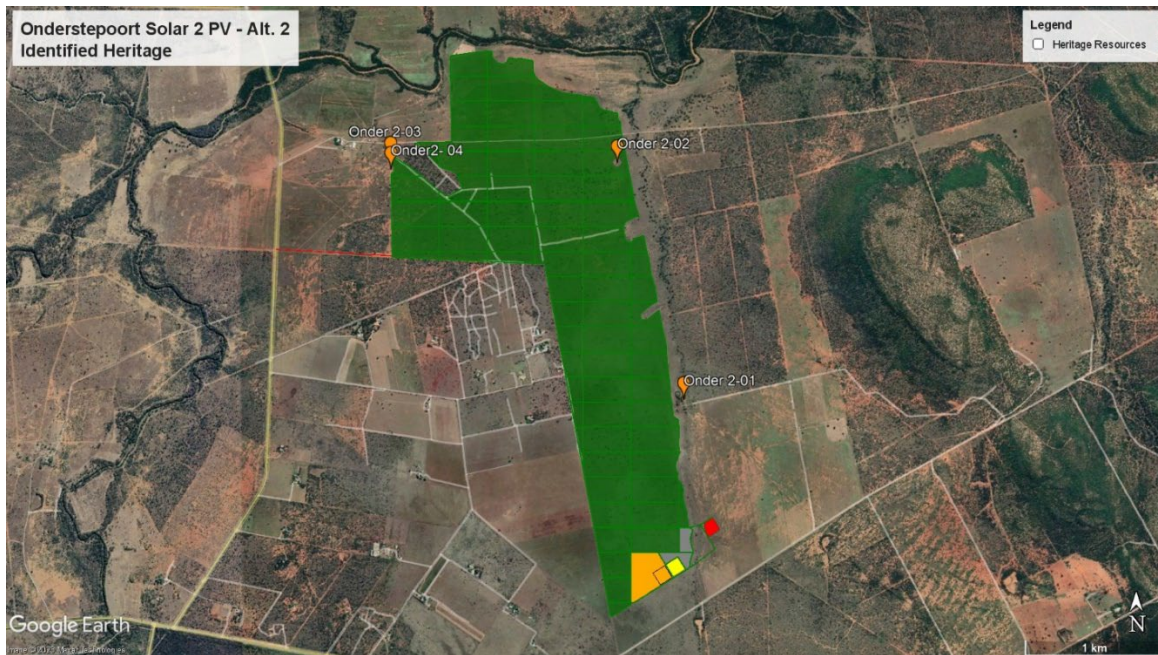 Onderstepoort Solar 2 PV - Alt. 2
Identified Heritage
Legend
Heritage Resources
Onder 2-03
Onder2- 04
Onder 2-02
Onder 2-01
Google Earth
N
1 km